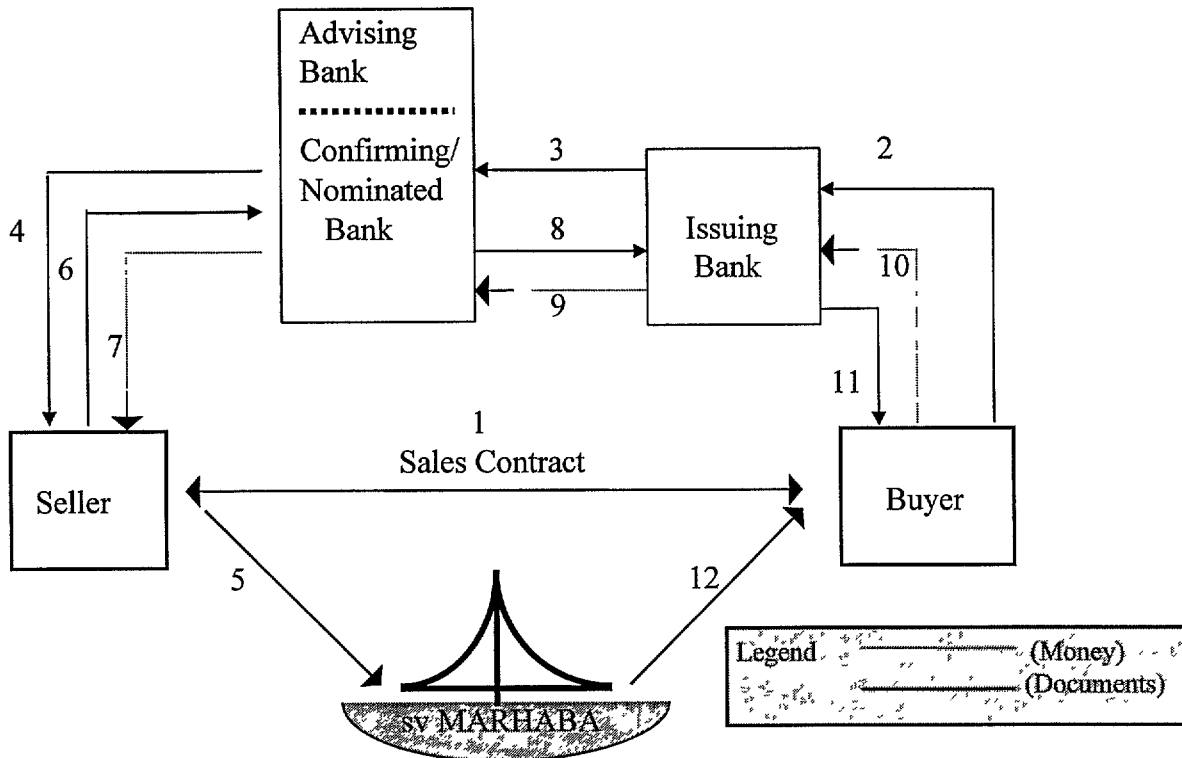 Advising
Bank
Confirming/
Nominated
Bank
3
2
4
6
8
Issuing
Bank
10
9
7
11
1
Sales Contract
Seller
Buyer
5
12
Legend
(Money)
(Documents)
sv MARHABA